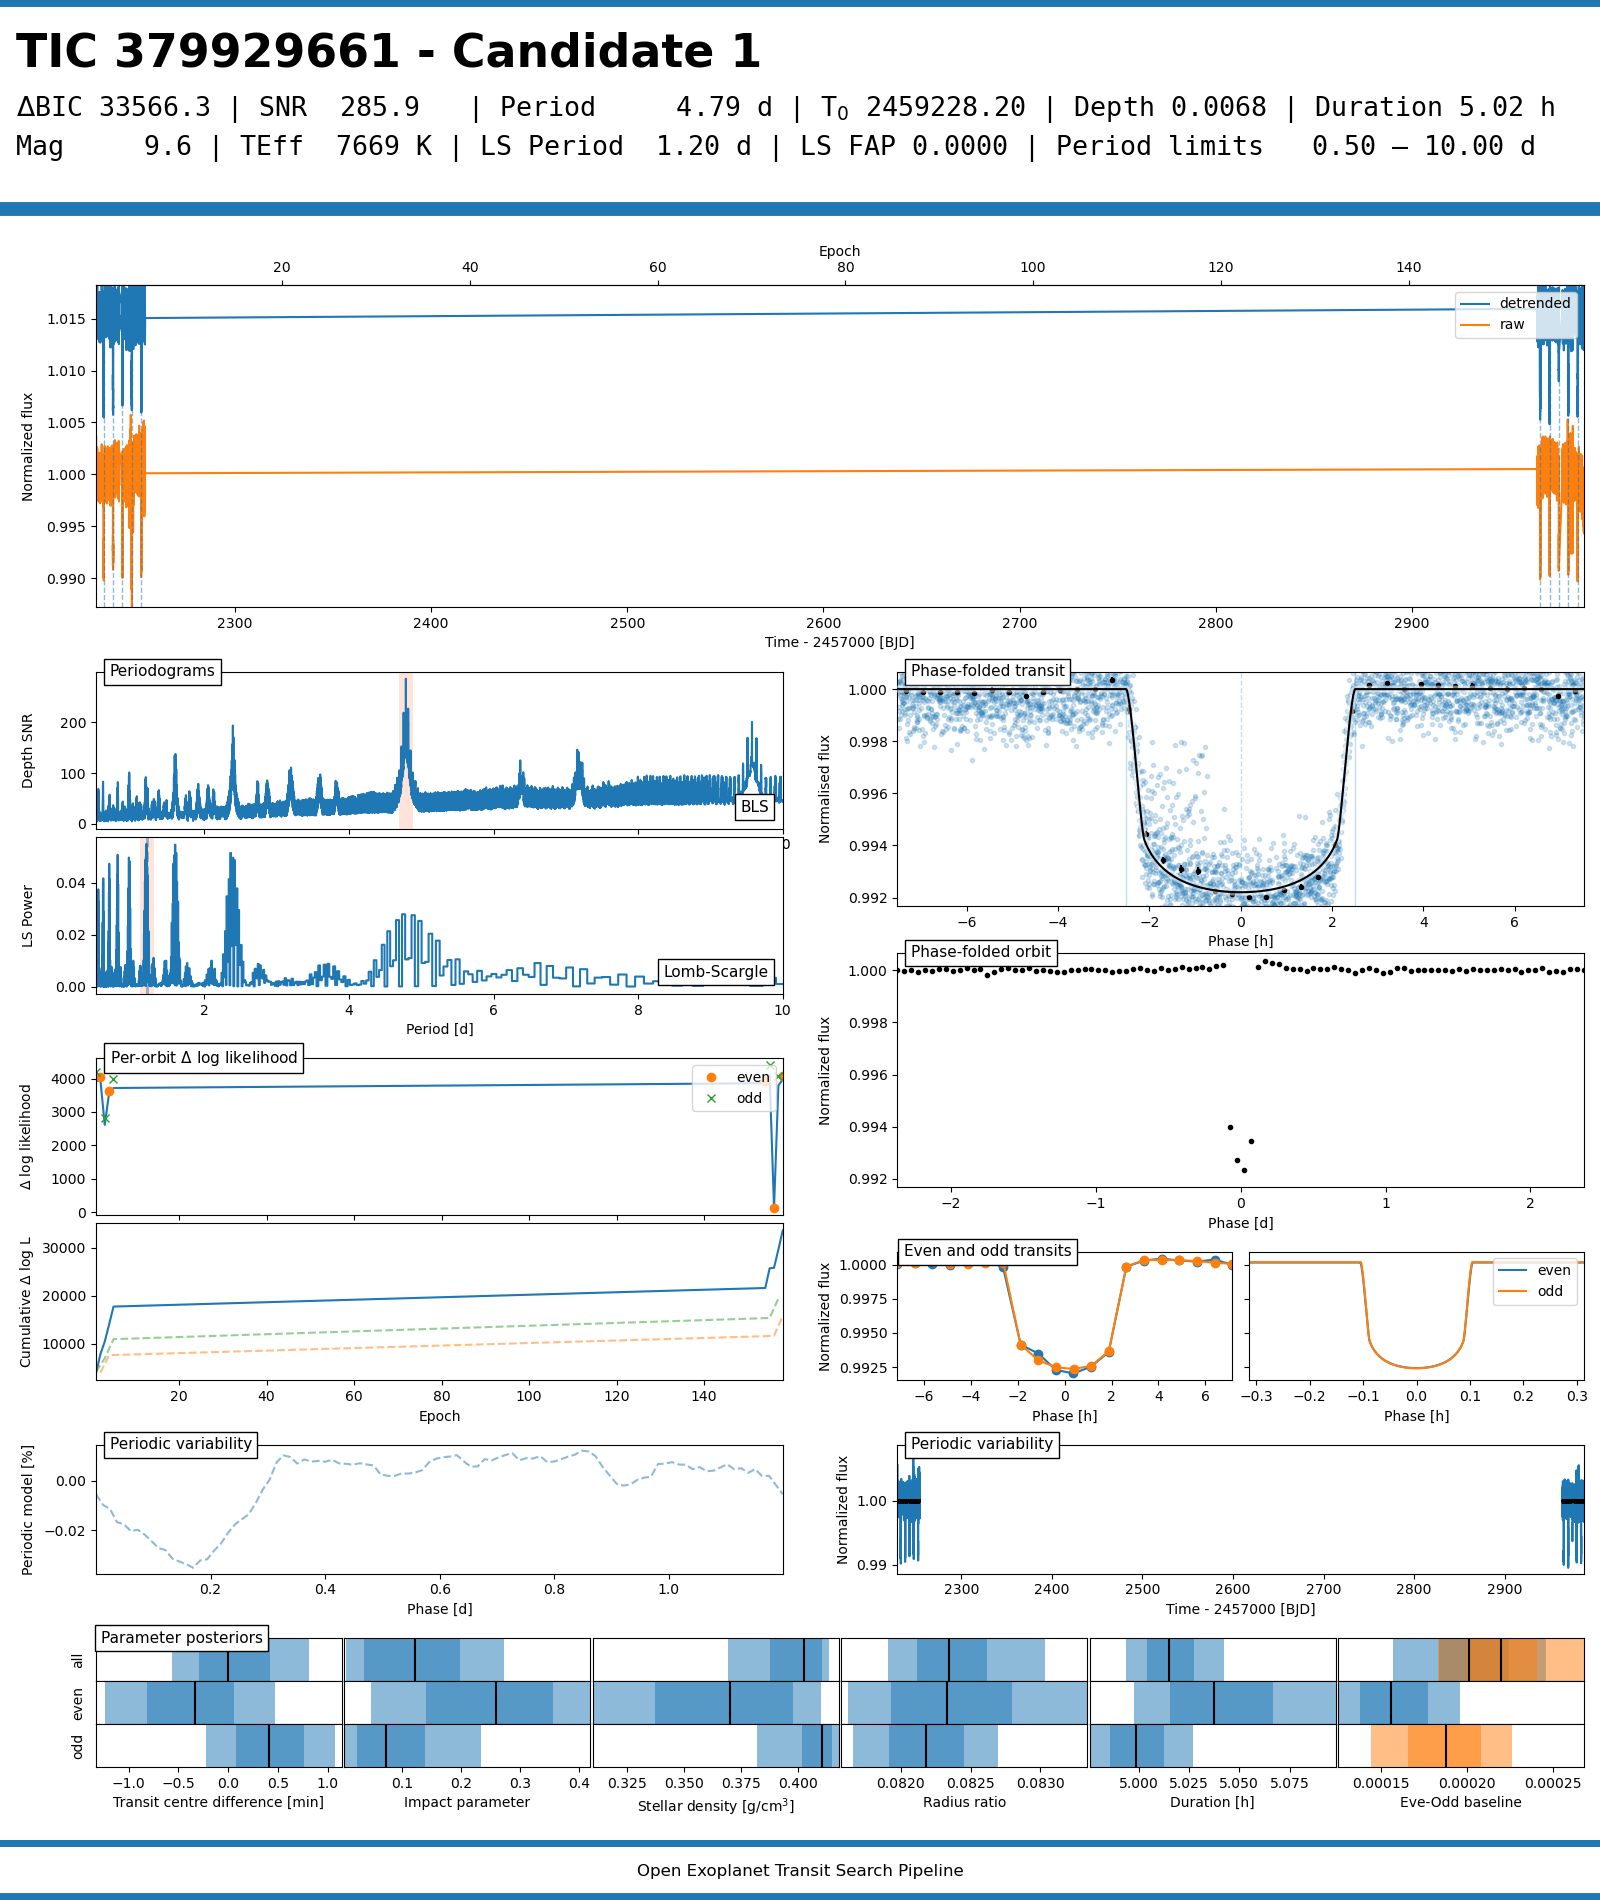 TIC 379929661 - Candidate 1
ΔBIC 33566.3 | SNR 285.9 | Period 4.79 d | T0 2459228.20 | Depth 0.0068 | Duration 5.02 h
Mag 9.6 | TEff 7669 K | LS Period 1.20 d | LS FAP 0.0000 | Period limits 0.50 — 10.00 d
Epoch
20 40 60 80 100 120 140
detrended
raw
Normalized flux
1.015
1.010
1.005
1.000
0.995
0.990
2300 2400 2500 2600 2700 2800 2900
Time - 2457000 [BJD]
Periodograms
Depth SNR
200
100
0
BLS
0
LS Power
0.04
0.02
0.00
Lomb-Scargle
2 4 6 8 10
Period [d]
Phase-folded transit
Normalised flux
1.000
0.998
0.996
0.994
0.992
−6 −4 −2 0 2 4 6
Phase [h]
Phase-folded orbit
Normalized flux
1.000
0.998
0.996
0.994
0.992
−2 −1 0 1 2
Phase [d]
Per-orbit Δ log likelihood
Δ log likelihood
4000
3000
2000
1000
0
even
odd
Cumulative Δ log L
30000
20000
10000
20 40 60 80 100 120 140
Epoch
Even and odd transits
Normalized flux
1.0000
0.9975
0.9950
0.9925
−6 −4 −2 0 2 4 6
Phase [h]
even
odd
−0.3 −0.2 −0.1 0.0 0.1 0.2 0.3
Phase [h]
Periodic variability
Periodic model [%]
0.00
−0.02
0.2 0.4 0.6 0.8 1.0
Phase [d]
Periodic variability
Normalized flux
1.00
0.99
2300 2400 2500 2600 2700 2800 2900
Time - 2457000 [BJD]
Parameter posteriors
all
even
odd
−1.0 −0.5 0.0 0.5 1.0
Transit centre difference [min]
0.1 0.2 0.3 0.4
Impact parameter
0.325 0.350 0.375 0.400
Stellar density [g/cm3]
0.0820 0.0825 0.0830
Radius ratio
5.000 5.025 5.050 5.075
Duration [h]
0.00015 0.00020 0.00025
Eve-Odd baseline
Open Exoplanet Transit Search Pipeline